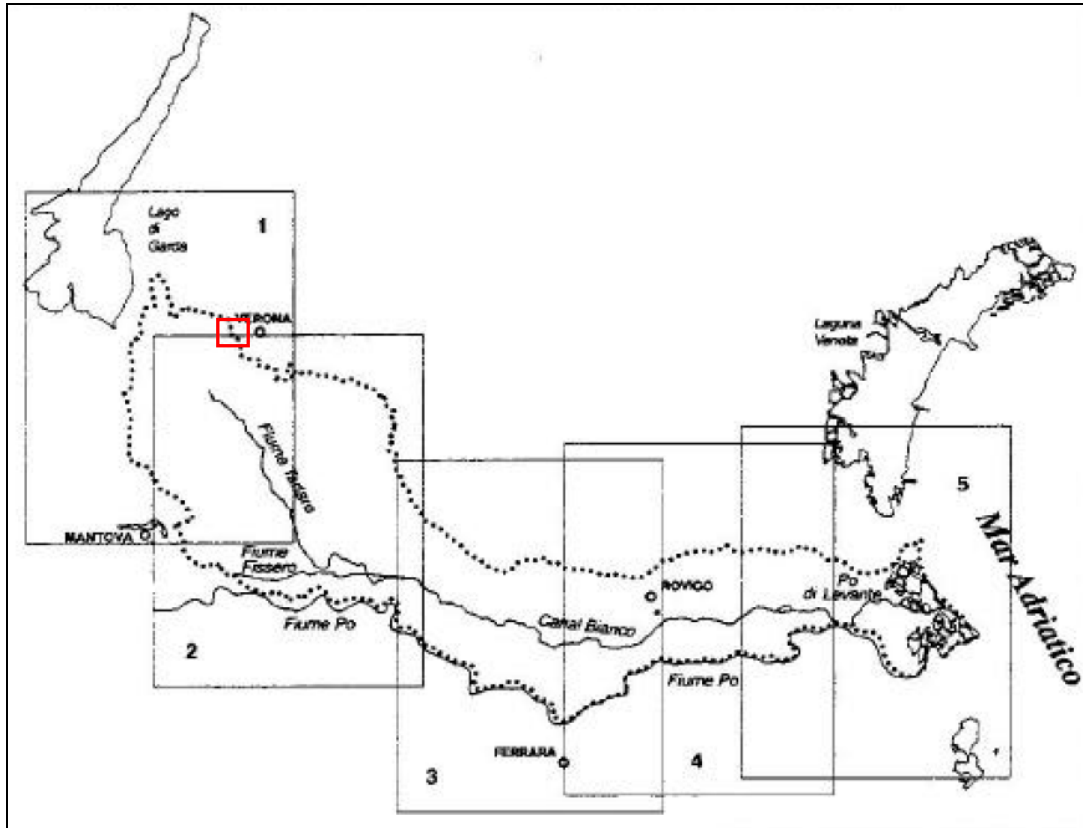 Lago
di
Garda
1
VERONA
Laguna
Veneta
Fiume Tartaro
5
MANTOVA
Fiume
Fissero
Mar Adriatico
Po
di Levante
ROVIGO
Fiume Po
Canal Bianco
2
Fiume Po
FERRARA
3
4